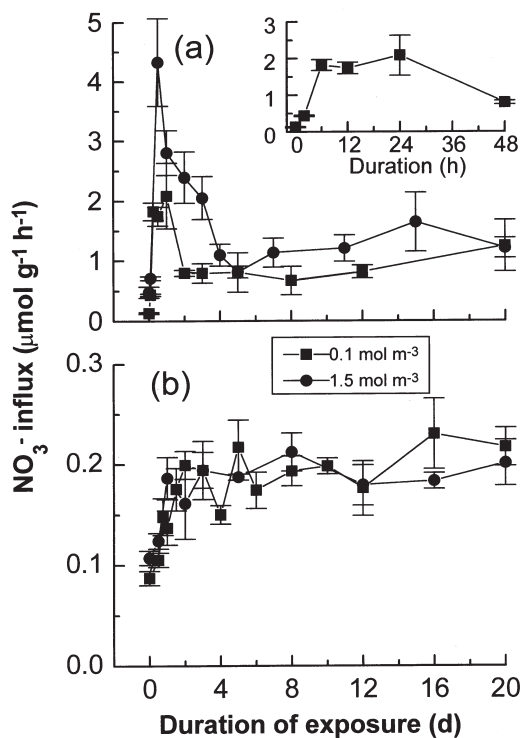 (a)
5
4
3
2
1
0
3
2
1
0
0 12 24 36 48
Duration (h)
NO₃⁻ influx (µmol g⁻¹ h⁻¹)
0.1 mol m⁻³
1.5 mol m⁻³
(b)
0.3
0.2
0.1
0.0
0 4 8 12 16 20
Duration of exposure (d)